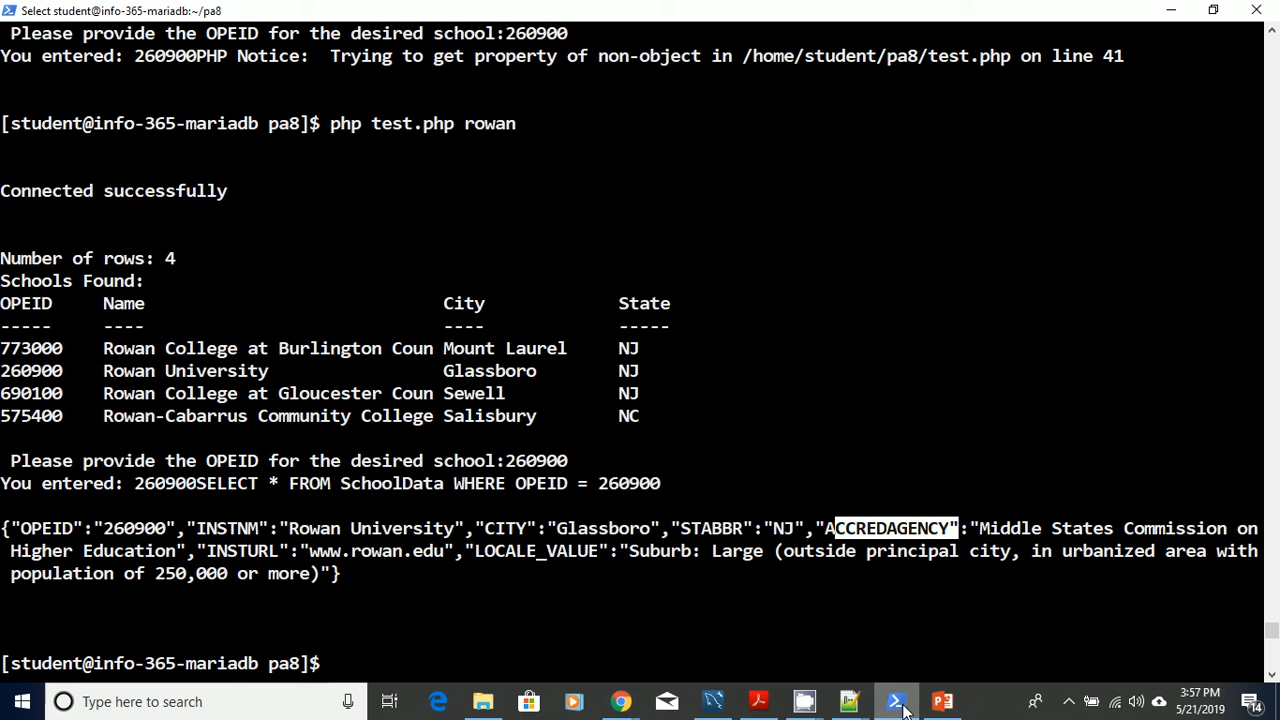 Select student@info-365-mariadb:~/pa8
Please provide the OPEID for the desired school:260900
You entered: 260900PHP Notice:  Trying to get property of non-object in /home/student/pa8/test.php on line 41
[student@info-365-mariadb pa8]$ php test.php rowan
Connected successfully
Number of rows: 4
Schools Found:
OPEID Name City State
----- ---- ---- -----
773000 Rowan College at Burlington Coun Mount Laurel NJ
260900 Rowan University Glassboro NJ
690100 Rowan College at Gloucester Coun Sewell NJ
575400 Rowan-Cabarrus Community College Salisbury NC
Please provide the OPEID for the desired school:260900
You entered: 260900SELECT * FROM SchoolData WHERE OPEID = 260900
{"OPEID":"260900","INSTNM":"Rowan University","CITY":"Glassboro","STABBR":"NJ","ACCREDAGENCY":"Middle States Commission on
Higher Education","INSTURL":"www.rowan.edu","LOCALE_VALUE":"Suburb: Large (outside principal city, in urbanized area with
population of 250,000 or more)"}
[student@info-365-mariadb pa8]$
Type here to search
3:57 PM
5/21/2019
14